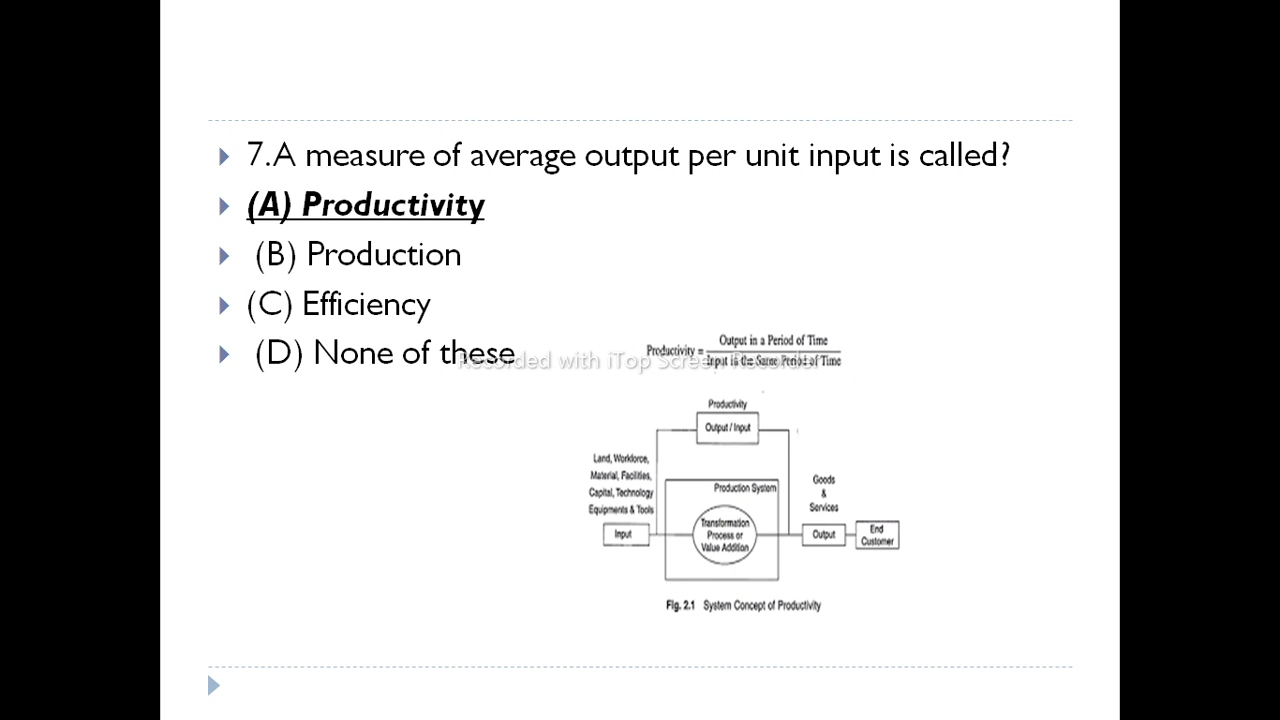 7.A measure of average output per unit input is called?
(A) Productivity
(B) Production
(C) Efficiency
(D) None of these
Recorded with iTop Screen Recorder
Productivity = Output in a Period of Time
Input in the Same Period of Time
Productivity
Output / Input
Land, Workforce,
Material, Facilities,
Capital, Technology
Equipments & Tools
Input
Production System
Transformation
Process or
Value Addition
Goods
&
Services
Output
End
Customer
Fig. 2.1 System Concept of Productivity